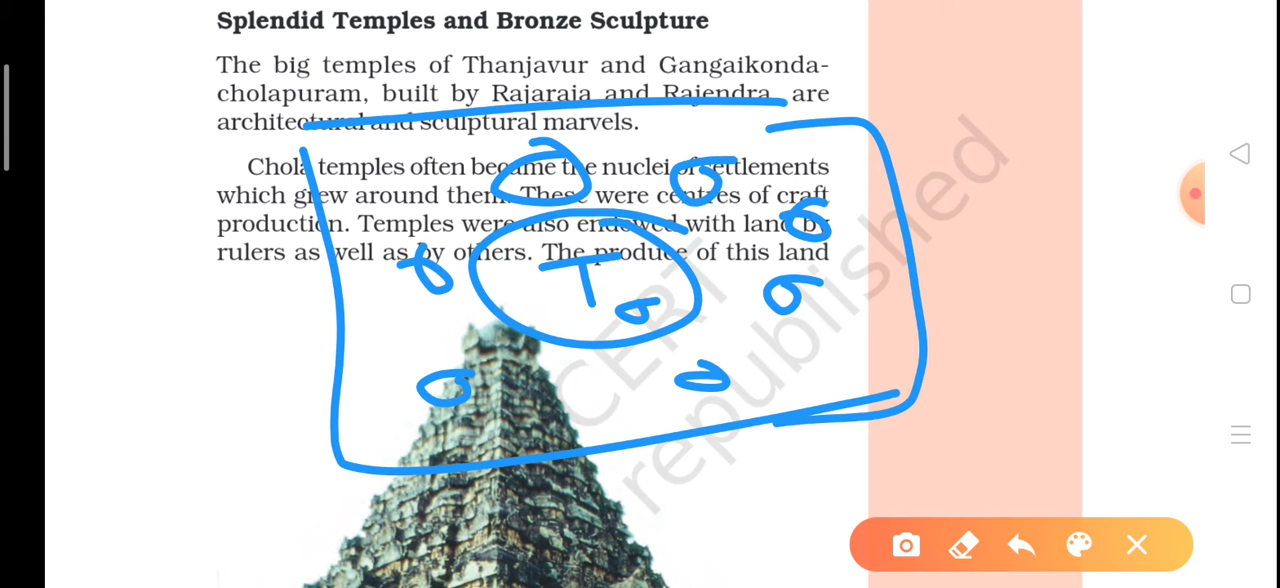 Splendid Temples and Bronze Sculpture
The big temples of Thanjavur and Gangaikonda-
cholapuram, built by Rajaraja and Rajendra, are
architectural and sculptural marvels.
Chola temples often became the nuclei of settlements
which grew around them. These were centres of craft
production. Temples were also endowed with land by
rulers as well as by others. The produce of this land
T
CERT
republished